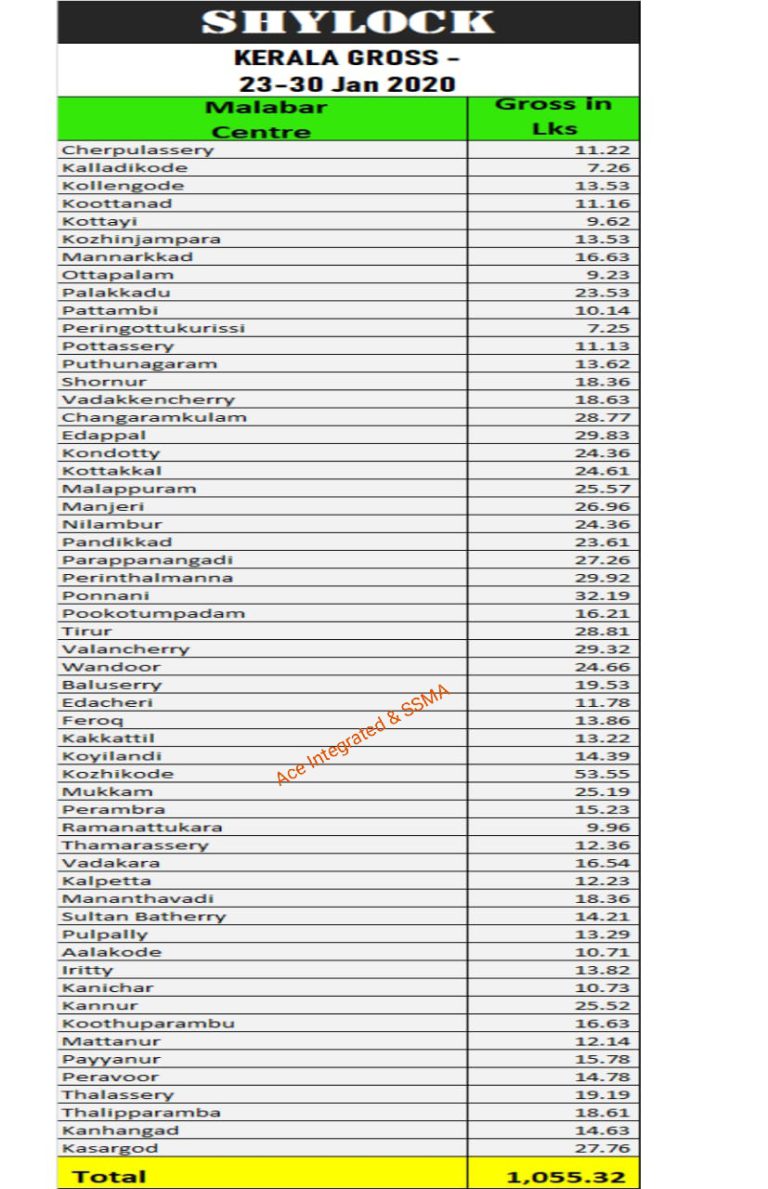 SHYLOCK
KERALA GROSS -
23-30 Jan 2020
Malabar Centre Gross in Lks
Cherpulassery 11.22
Kalladikode 7.26
Kollengode 13.53
Koottanad 11.16
Kottayi 9.62
Kozhinjampara 13.53
Mannarkkad 16.63
Ottapalam 9.23
Palakkadu 23.53
Pattambi 10.14
Peringottukurissi 7.25
Pottassery 11.13
Puthunagaram 13.62
Shornur 18.36
Vadakkencherry 18.63
Changaramkulam 28.77
Edappal 29.83
Kondotty 24.36
Kottakkal 24.61
Malappuram 25.57
Manjeri 26.96
Nilambur 24.36
Pandikkad 23.61
Parappanangadi 27.26
Perinthalmanna 29.92
Ponnani 32.19
Pookotumpadam 16.21
Tirur 28.81
Valancherry 29.32
Wandoor 24.66
Baluserry 19.53
Edacheri 11.78
Feroq 13.86
Kakkattil 13.22
Koyilandi 14.39
Kozhikode 53.55
Mukkam 25.19
Perambra 15.23
Ramanattukara 9.96
Thamarassery 12.36
Vadakara 16.54
Kalpetta 12.23
Mananthavadi 18.36
Sultan Batherry 14.21
Pulpally 13.29
Aalakode 10.71
Iritty 13.82
Kanichar 10.73
Kannur 25.52
Koothuparambu 16.63
Mattanur 12.14
Payyanur 15.78
Peravoor 14.78
Thalassery 19.19
Thalipparamba 18.61
Kanhangad 14.63
Kasargod 27.76
Total 1,055.32
Ace Integrated & SSMA